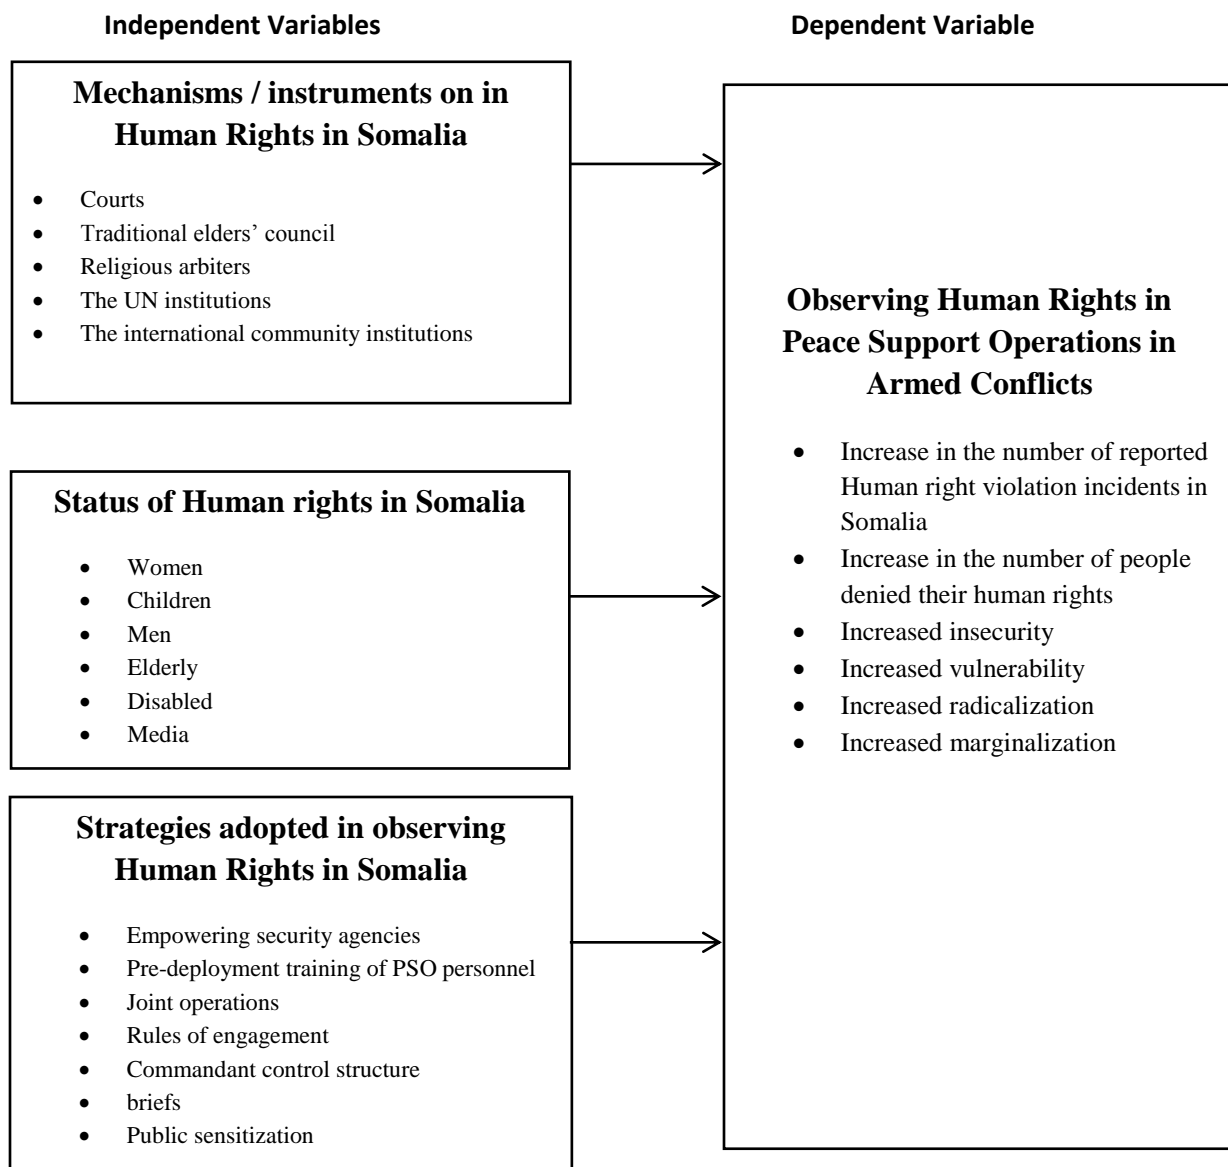 Independent Variables
Mechanisms / instruments on in
Human Rights in Somalia
• Courts
• Traditional elders’ council
• Religious arbiters
• The UN institutions
• The international community institutions
Status of Human rights in Somalia
• Women
• Children
• Men
• Elderly
• Disabled
• Media
Strategies adopted in observing
Human Rights in Somalia
• Empowering security agencies
• Pre-deployment training of PSO personnel
• Joint operations
• Rules of engagement
• Commandant control structure
• briefs
• Public sensitization
Dependent Variable
Observing Human Rights in
Peace Support Operations in
Armed Conflicts
• Increase in the number of reported
Human right violation incidents in
Somalia
• Increase in the number of people
denied their human rights
• Increased insecurity
• Increased vulnerability
• Increased radicalization
• Increased marginalization